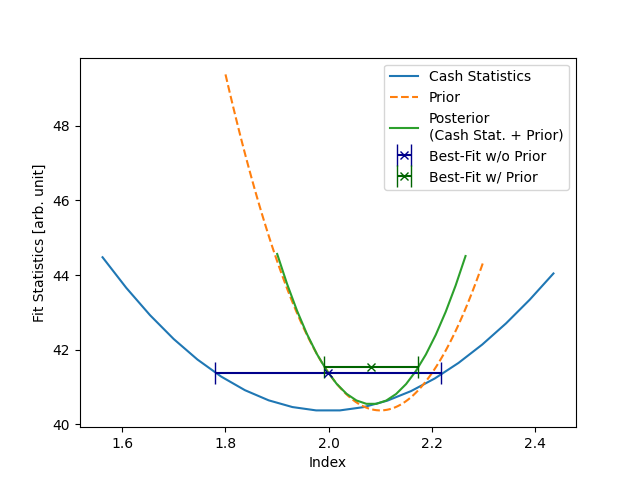 Cash Statistics
Prior
Posterior
(Cash Stat. + Prior)
Best-Fit w/o Prior
Best-Fit w/ Prior
Fit Statistics [arb. unit]
48
46
44
42
40
1.6
1.8
2.0
2.2
2.4
Index